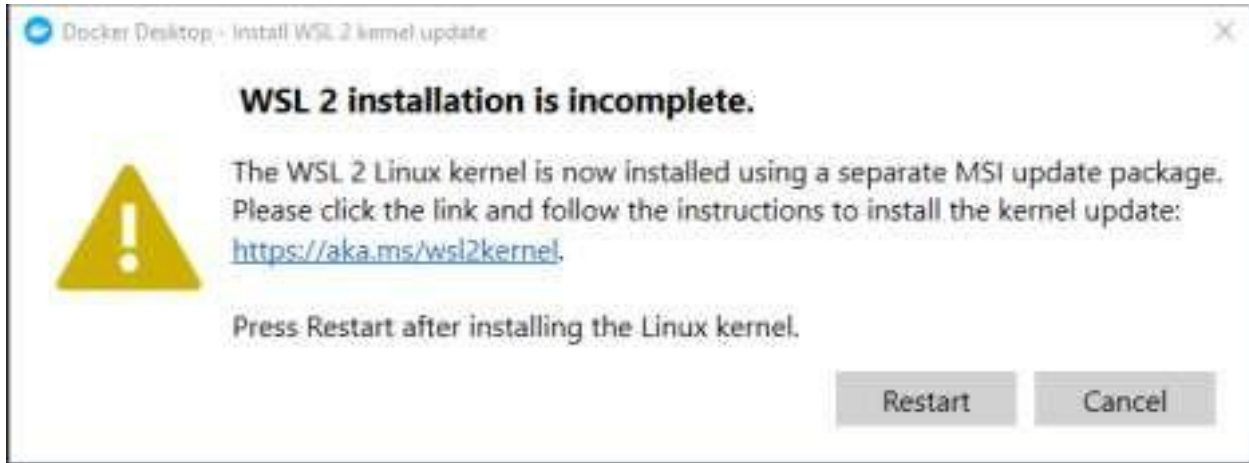 Docker Desktop - Install WSL 2 kernel update
WSL 2 installation is incomplete.
The WSL 2 Linux kernel is now installed using a separate MSI update package.
Please click the link and follow the instructions to install the kernel update:
https://aka.ms/wsl2kernel.
Press Restart after installing the Linux kernel.
Restart Cancel